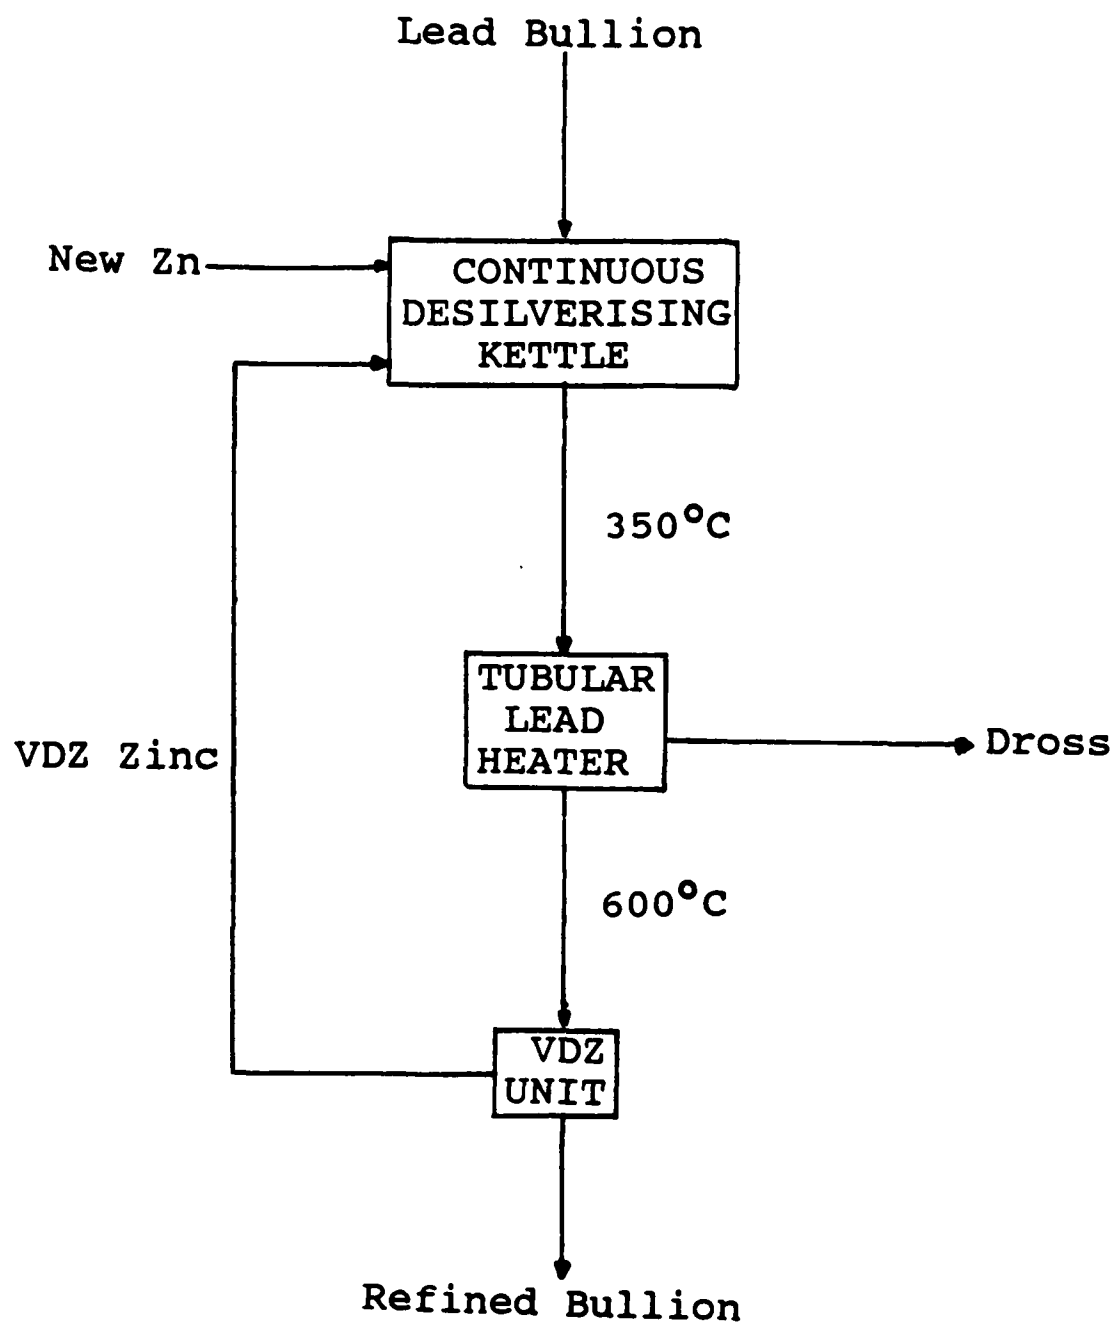 Lead Bullion
New Zn
CONTINUOUS
DESILVERISING
KETTLE
350°C
TUBULAR
LEAD
HEATER
Dross
VDZ Zinc
600°C
VDZ
UNIT
Refined Bullion